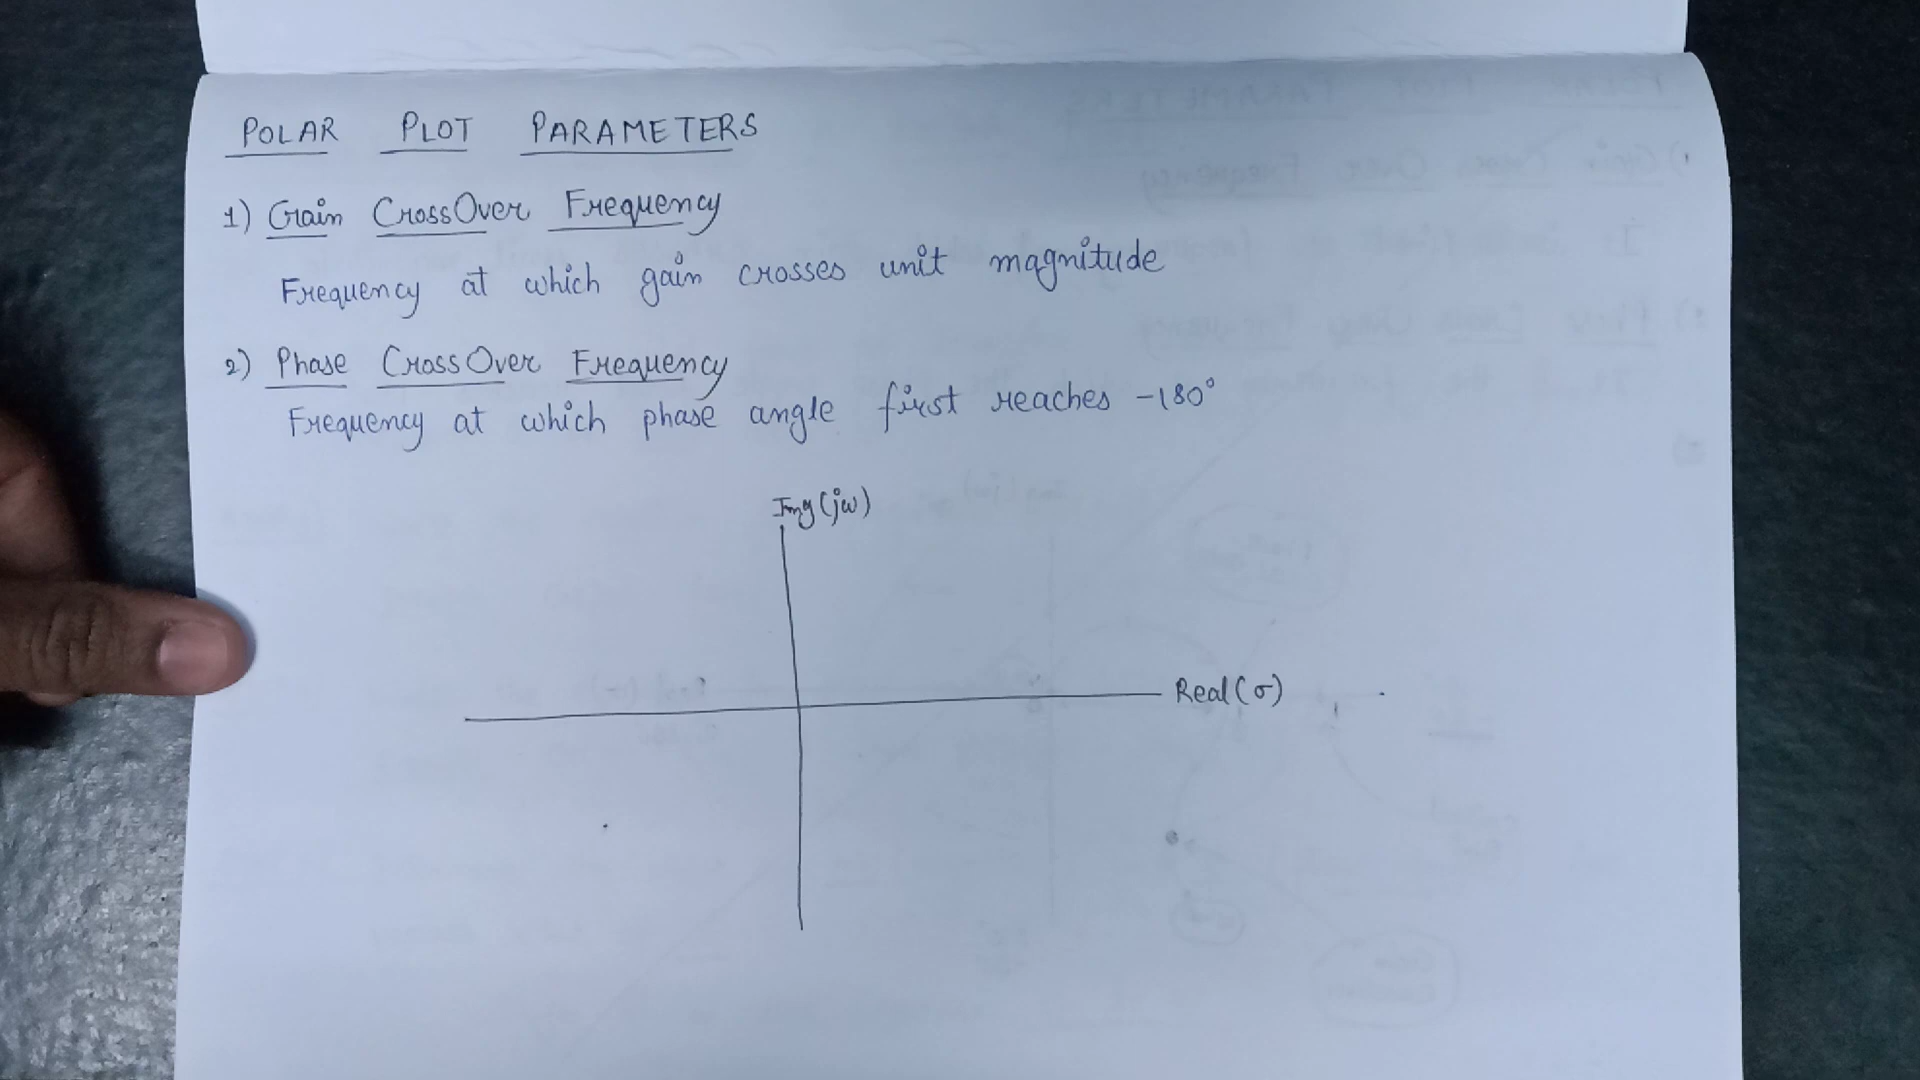 POLAR PLOT PARAMETERS
1) Gain CrossOver Frequency
Frequency at which gain crosses unit magnitude
2) Phase CrossOver Frequency
Frequency at which phase angle first reaches -180°
Img(jω)
Real(σ)